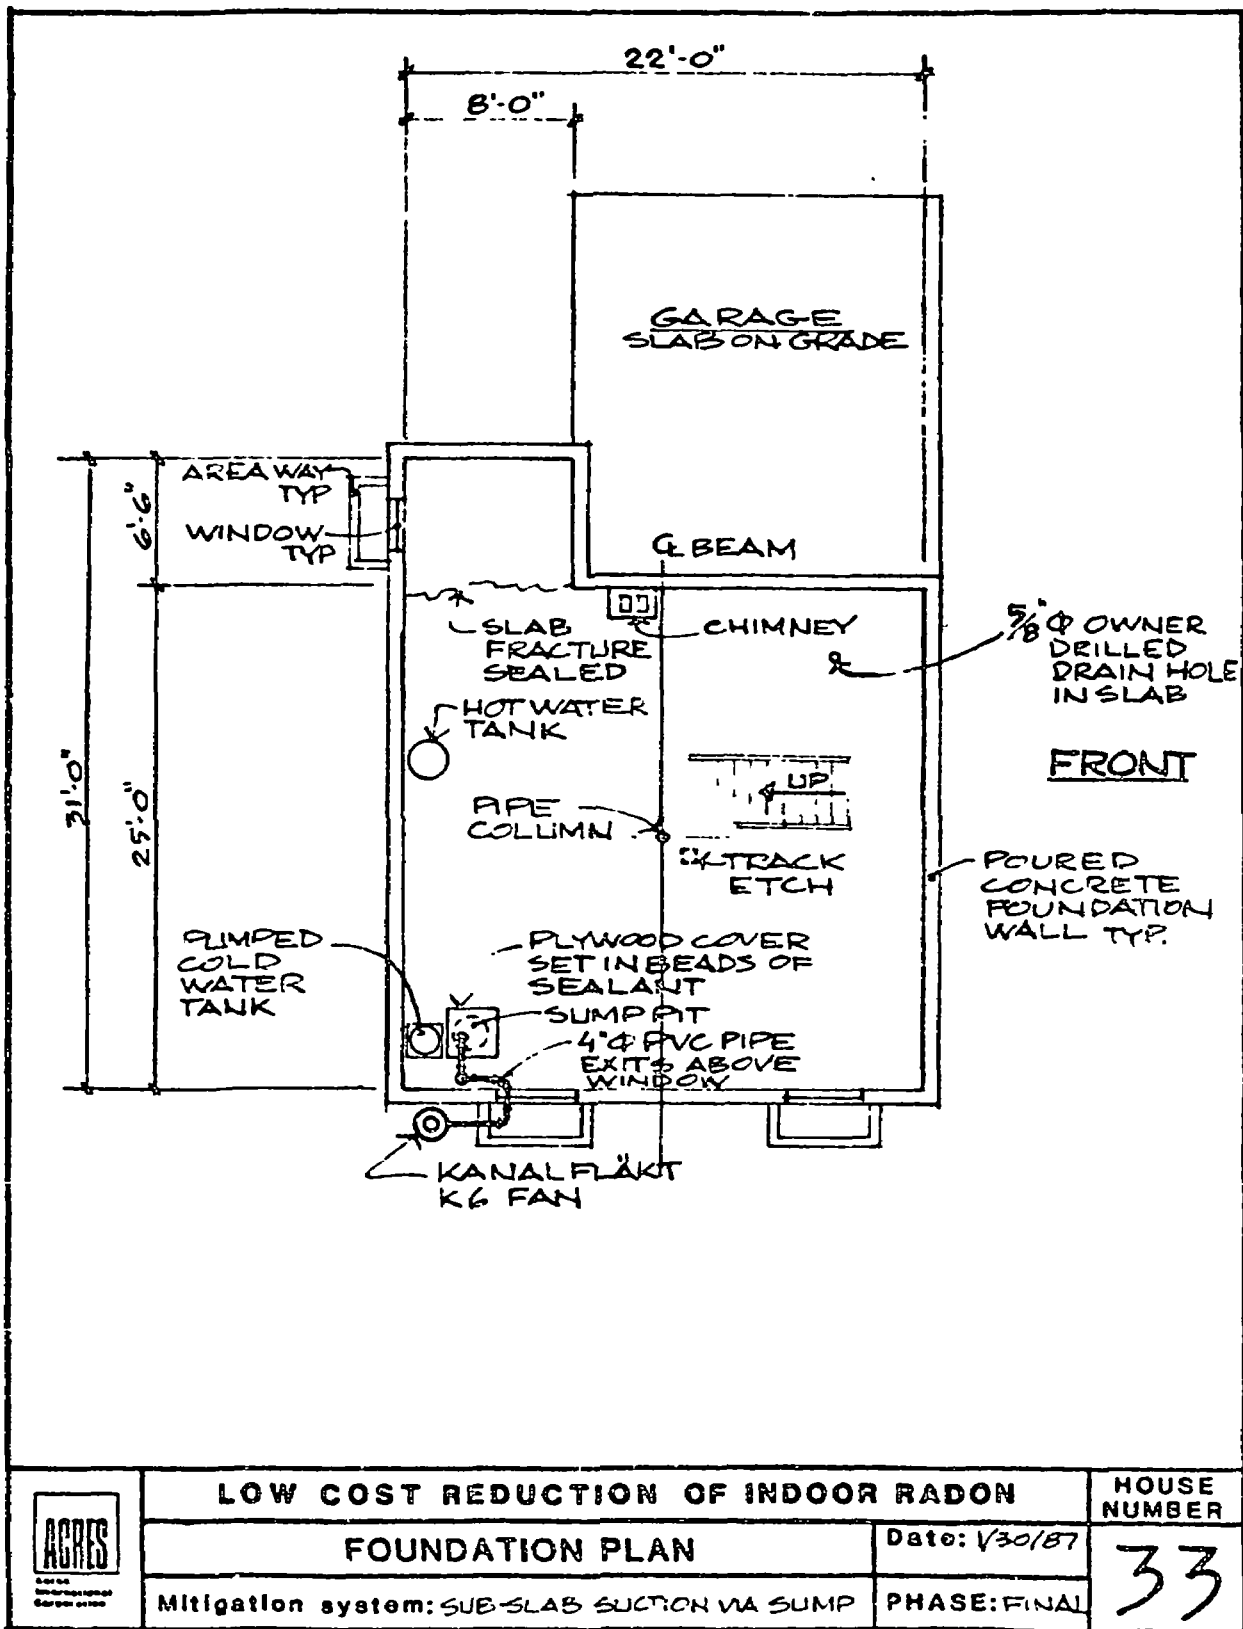 22'-0"
8'-0"
GARAGE
SLAB ON GRADE
AREA WAY
TYP
WINDOW
TYP
6'-6"
℄ BEAM
SLAB
FRACTURE
SEALED
CHIMNEY
5/8" Φ OWNER
DRILLED
DRAIN HOLE
IN SLAB
HOT WATER
TANK
FRONT
31'-0"
25'-0"
UP
PIPE
COLUMN
TRACK
ETCH
POURED
CONCRETE
FOUNDATION
WALL TYP.
PUMPED
COLD
WATER
TANK
PLYWOOD COVER
SET IN BEADS OF
SEALANT
SUMP PIT
4" Φ PVC PIPE
EXITS ABOVE
WINDOW
KANALFLÄKT
K6 FAN
ACRES
Acres
International
Corporation
LOW COST REDUCTION OF INDOOR RADON
HOUSE
NUMBER
FOUNDATION PLAN
Date: 1/30/87
33
Mitigation system: SUB-SLAB SUCTION VIA SUMP
PHASE: FINAL